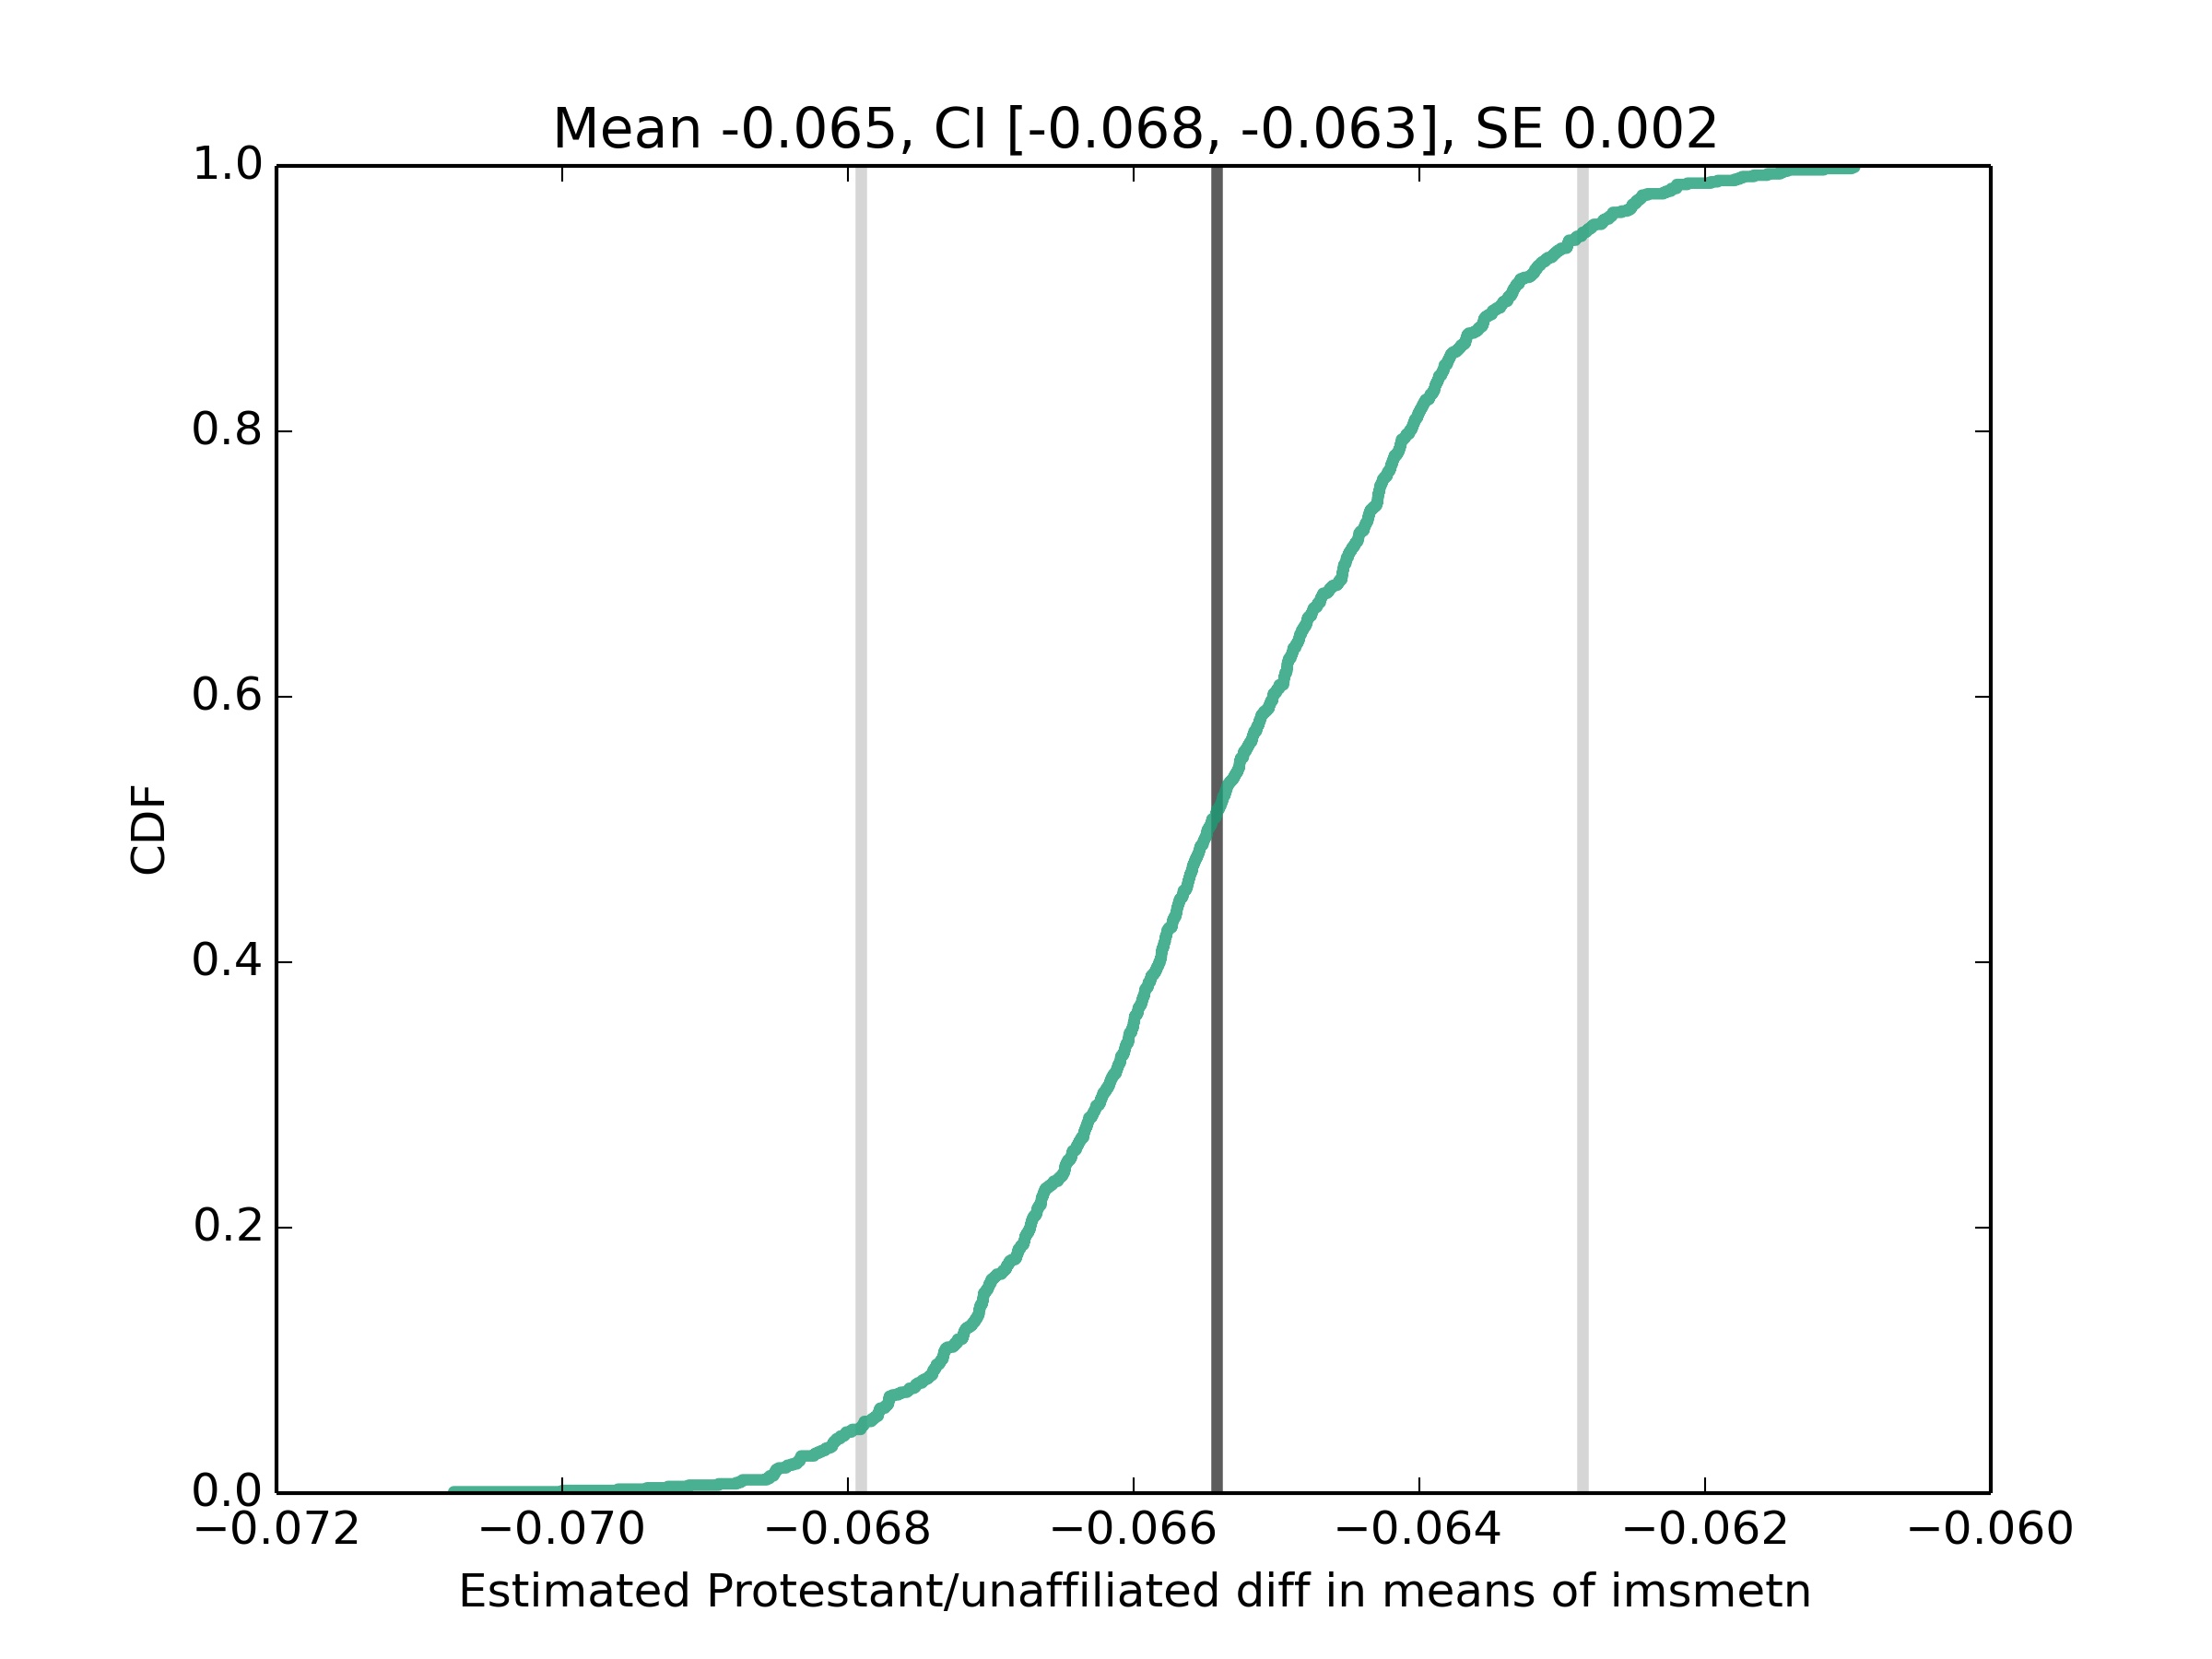 Mean -0.065, CI [-0.068, -0.063], SE 0.002
1.0
0.8
0.6
0.4
0.2
0.0
CDF
−0.072 −0.070 −0.068 −0.066 −0.064 −0.062 −0.060
Estimated Protestant/unaffiliated diff in means of imsmetn